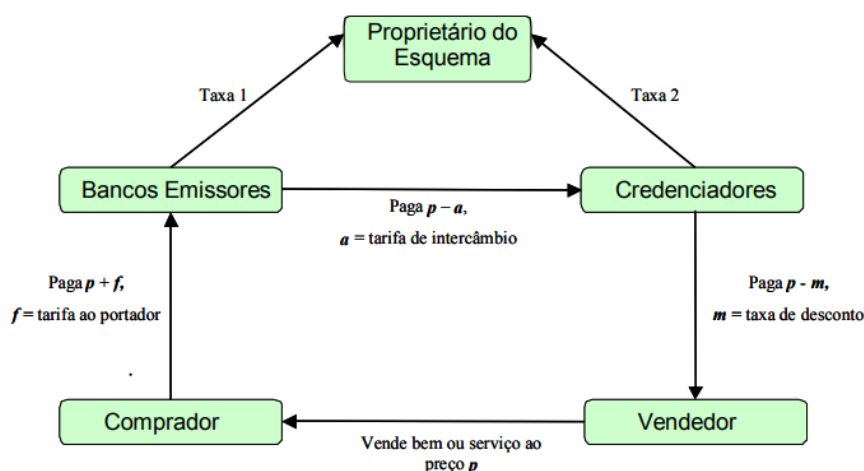 Proprietário do
Esquema
Taxa 1
Taxa 2
Bancos Emissores
Credenciadores
Paga p – a,
a = tarifa de intercâmbio
Paga p + f,
f = tarifa ao portador
Paga p - m,
m = taxa de desconto
.
Comprador
Vendedor
Vende bem ou serviço ao
preço p